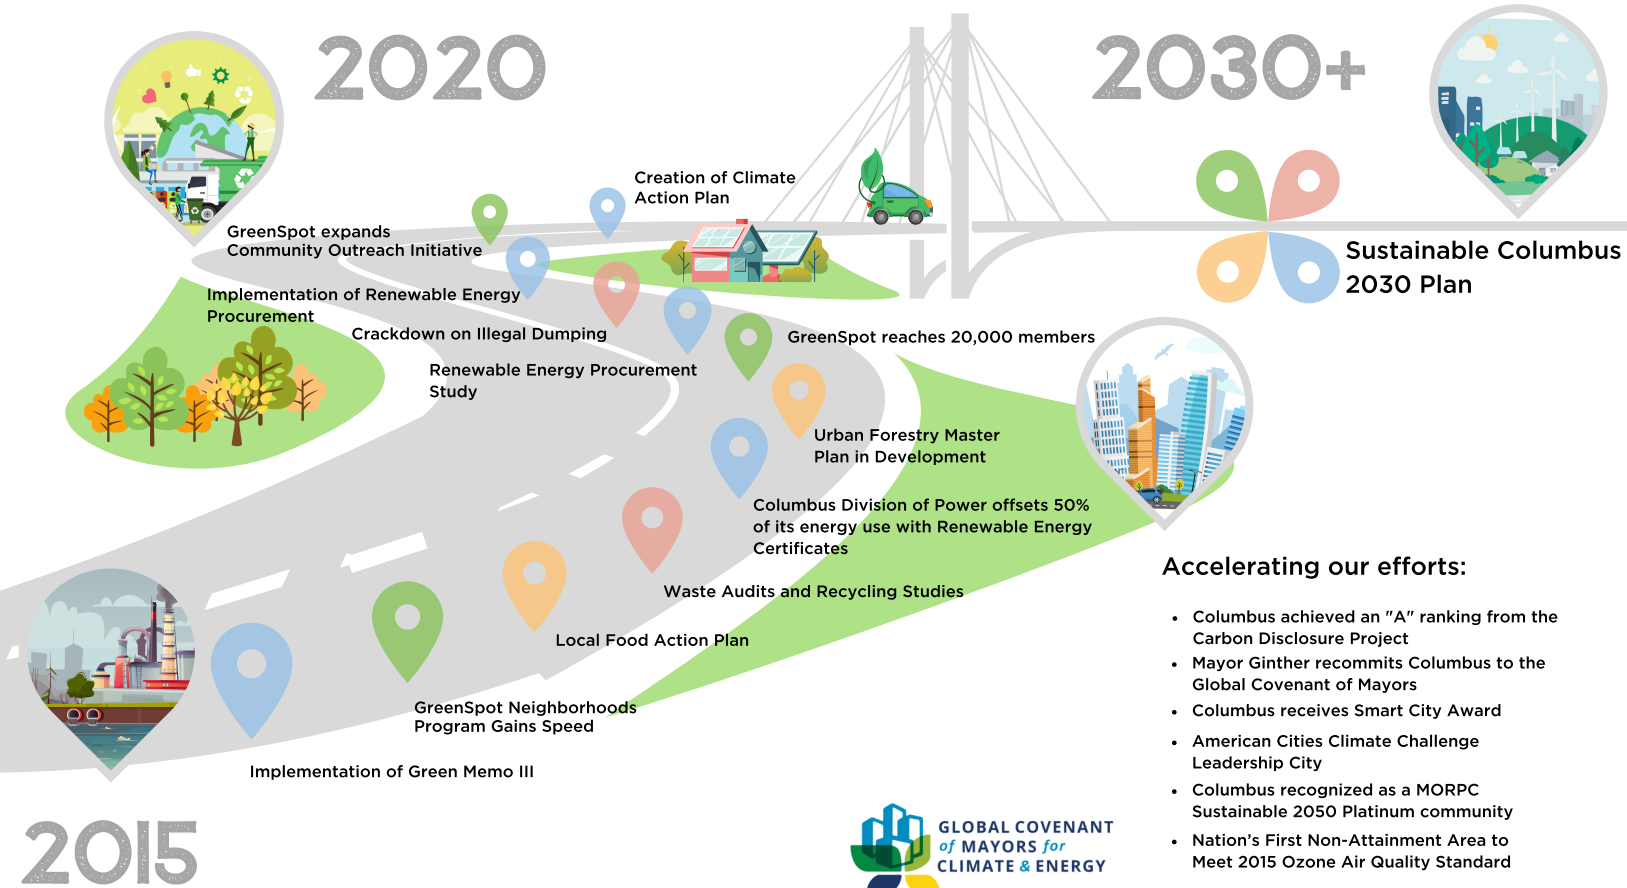 2020
2030+
Creation of Climate
Action Plan
GreenSpot expands
Community Outreach Initiative
Sustainable Columbus
2030 Plan
Implementation of Renewable Energy
Procurement
Crackdown on Illegal Dumping
GreenSpot reaches 20,000 members
Renewable Energy Procurement
Study
Urban Forestry Master
Plan in Development
Columbus Division of Power offsets 50%
of its energy use with Renewable Energy
Certificates
Waste Audits and Recycling Studies
Local Food Action Plan
GreenSpot Neighborhoods
Program Gains Speed
Implementation of Green Memo III
2015
Accelerating our efforts:
• Columbus achieved an "A" ranking from the
Carbon Disclosure Project
• Mayor Ginther recommits Columbus to the
Global Covenant of Mayors
• Columbus receives Smart City Award
• American Cities Climate Challenge
Leadership City
• Columbus recognized as a MORPC
Sustainable 2050 Platinum community
• Nation’s First Non-Attainment Area to
Meet 2015 Ozone Air Quality Standard
GLOBAL COVENANT
of MAYORS for
CLIMATE & ENERGY